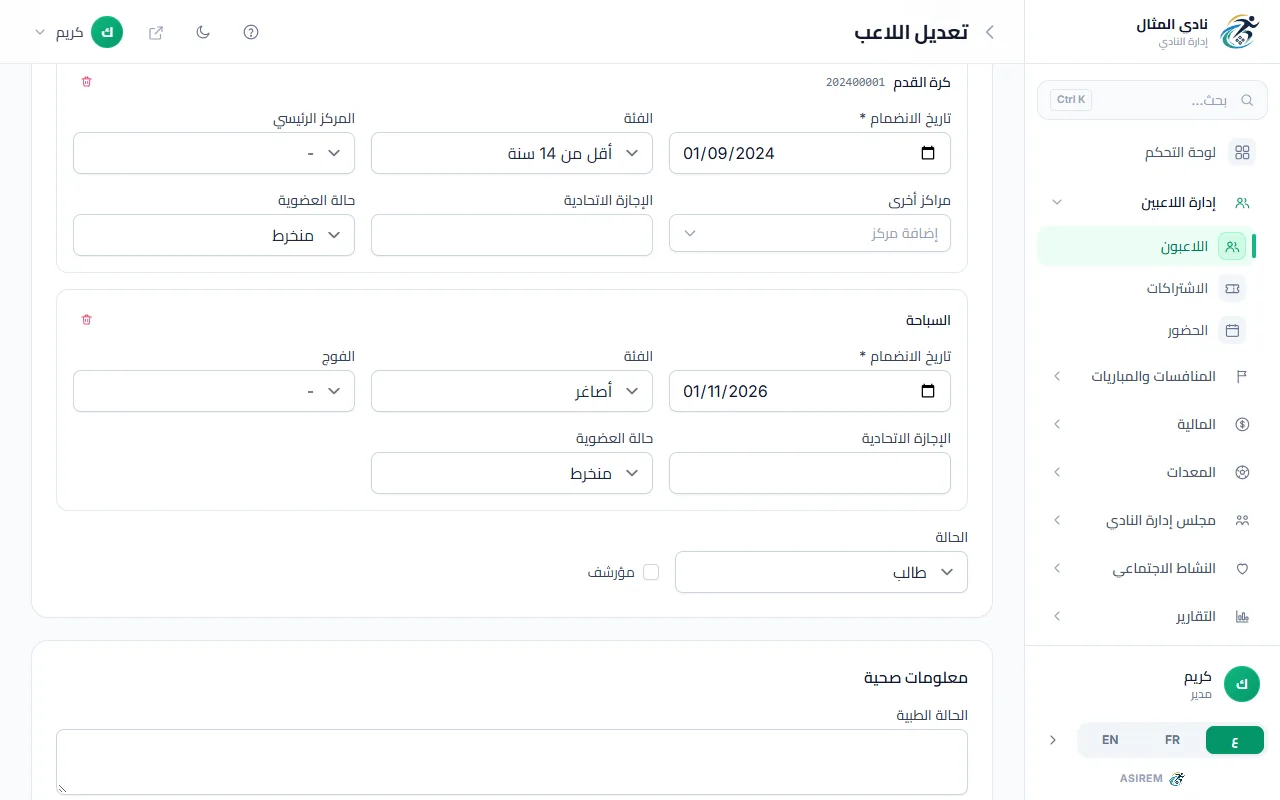 نادي المثال
إدارة النادي
بحث...
Ctrl K
لوحة التحكم
إدارة اللاعبين
اللاعبون
الاشتراكات
الحضور
المنافسات والمباريات
المالية
المعدات
مجلس إدارة النادي
النشاط الاجتماعي
التقارير
ك
كريم
مدير
ع
FR
EN
ASIREM
تعديل اللاعب
ك
كريم
كرة القدم 202400001
تاريخ الانضمام *
الفئة
المركز الرئيسي
01/09/2024
أقل من 14 سنة
-
مراكز أخرى
الإجازة الاتحادية
حالة العضوية
إضافة مركز
منخرط
السباحة
تاريخ الانضمام *
الفئة
الفوج
01/11/2026
أصاغر
-
الإجازة الاتحادية
حالة العضوية
منخرط
الحالة
طالب
مؤرشف
معلومات صحية
الحالة الطبية